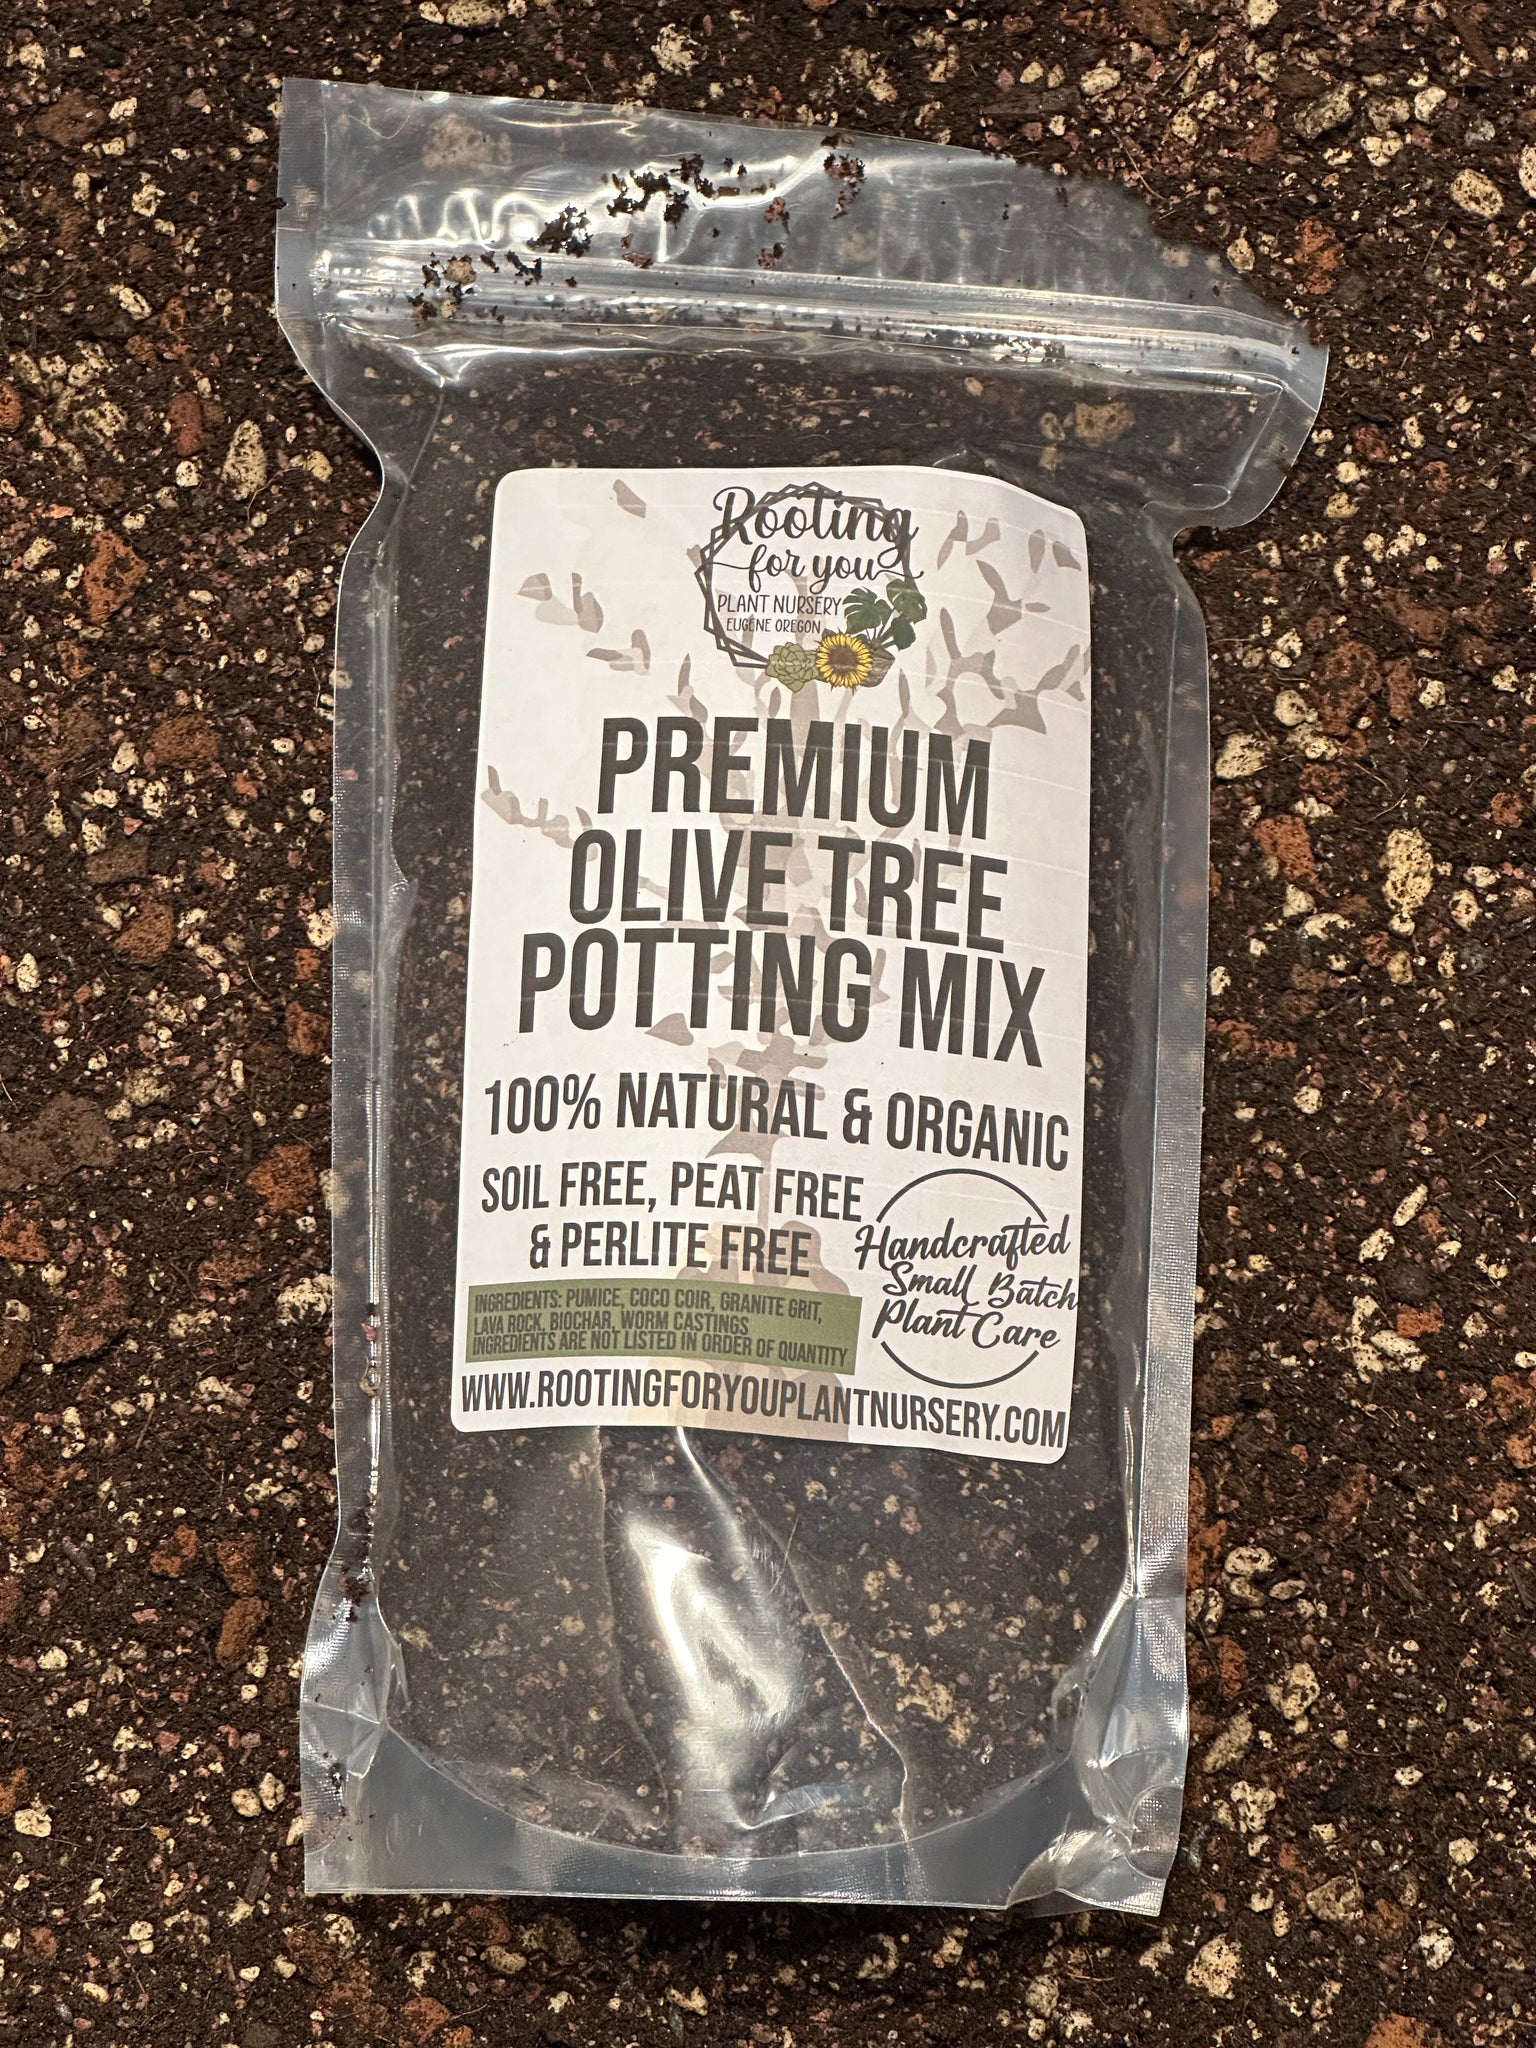 Rooting
for you
PLANT NURSERY
EUGENE OREGON
PREMIUM
OLIVE TREE
POTTING MIX
100% NATURAL & ORGANIC
SOIL FREE, PEAT FREE
& PERLITE FREE
Handcrafted
Small Batch
Plant Care
INGREDIENTS: PUMICE, COCO COIR, GRANITE GRIT,
LAVA ROCK, BIOCHAR, WORM CASTINGS
INGREDIENTS ARE NOT LISTED IN ORDER OF QUANTITY
WWW.ROOTINGFORYOUPLANTNURSERY.COM